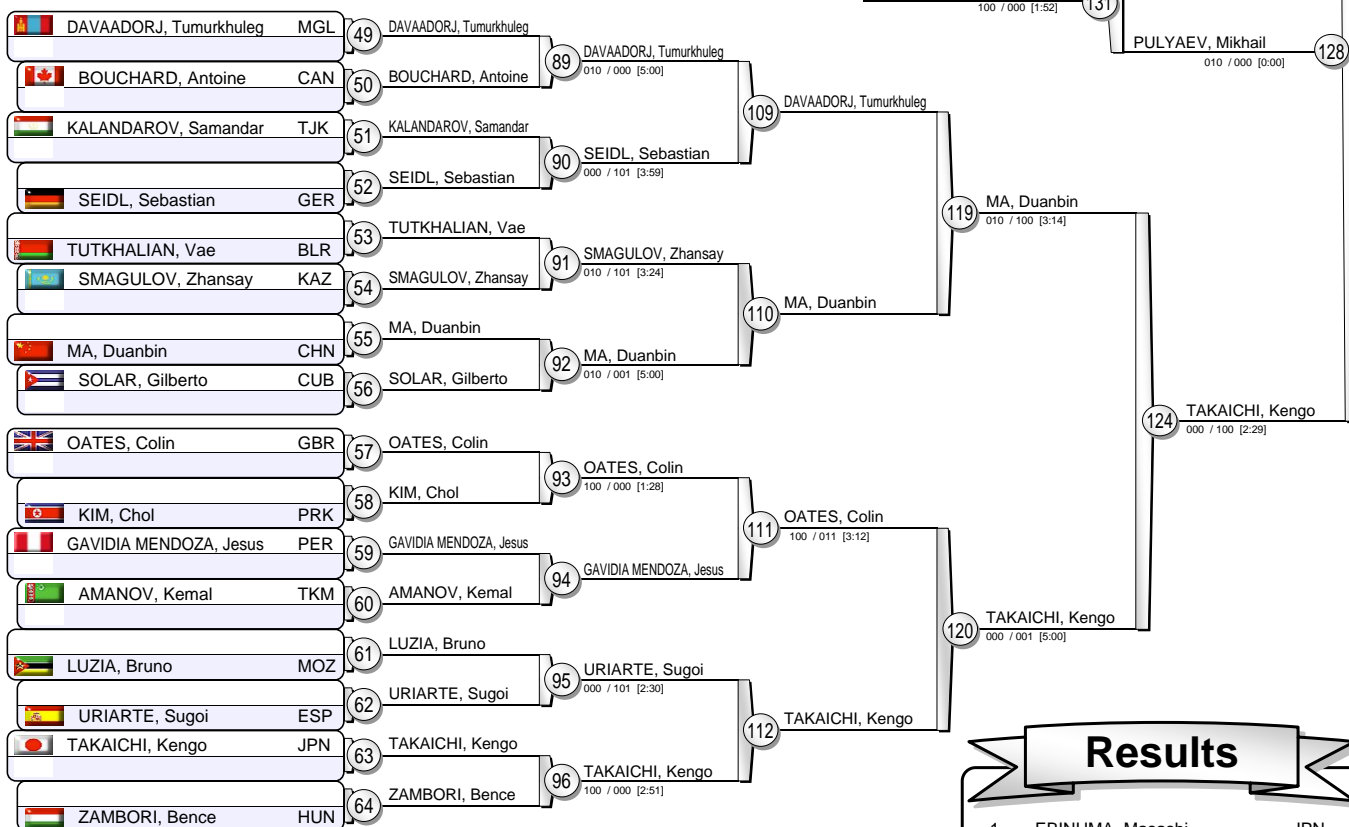 100 / 000 [1:52]
131
PULYAEV, Mikhail
010 / 000 [0:00]
128
DAVAADORJ, Tumurkhuleg MGL
49
DAVAADORJ, Tumurkhuleg
BOUCHARD, Antoine CAN
50
BOUCHARD, Antoine
89
DAVAADORJ, Tumurkhuleg
010 / 000 [5:00]
KALANDAROV, Samandar TJK
51
KALANDAROV, Samandar
SEIDL, Sebastian GER
52
SEIDL, Sebastian
90
SEIDL, Sebastian
000 / 101 [3:59]
109
DAVAADORJ, Tumurkhuleg
TUTKHALIAN, Vae BLR
53
TUTKHALIAN, Vae
SMAGULOV, Zhansay KAZ
54
SMAGULOV, Zhansay
91
SMAGULOV, Zhansay
010 / 101 [3:24]
MA, Duanbin CHN
55
MA, Duanbin
SOLAR, Gilberto CUB
56
SOLAR, Gilberto
92
MA, Duanbin
010 / 001 [5:00]
110
MA, Duanbin
119
MA, Duanbin
010 / 100 [3:14]
OATES, Colin GBR
57
OATES, Colin
KIM, Chol PRK
58
KIM, Chol
93
OATES, Colin
100 / 000 [1:28]
GAVIDIA MENDOZA, Jesus PER
59
GAVIDIA MENDOZA, Jesus
AMANOV, Kemal TKM
60
AMANOV, Kemal
94
GAVIDIA MENDOZA, Jesus
111
OATES, Colin
100 / 011 [3:12]
LUZIA, Bruno MOZ
61
LUZIA, Bruno
URIARTE, Sugoi ESP
62
URIARTE, Sugoi
95
URIARTE, Sugoi
000 / 101 [2:30]
TAKAICHI, Kengo JPN
63
TAKAICHI, Kengo
ZAMBORI, Bence HUN
64
ZAMBORI, Bence
96
TAKAICHI, Kengo
100 / 000 [2:51]
112
TAKAICHI, Kengo
120
TAKAICHI, Kengo
000 / 001 [5:00]
124
TAKAICHI, Kengo
000 / 100 [2:29]
Results
1 EBINUMA, Masashi JPN